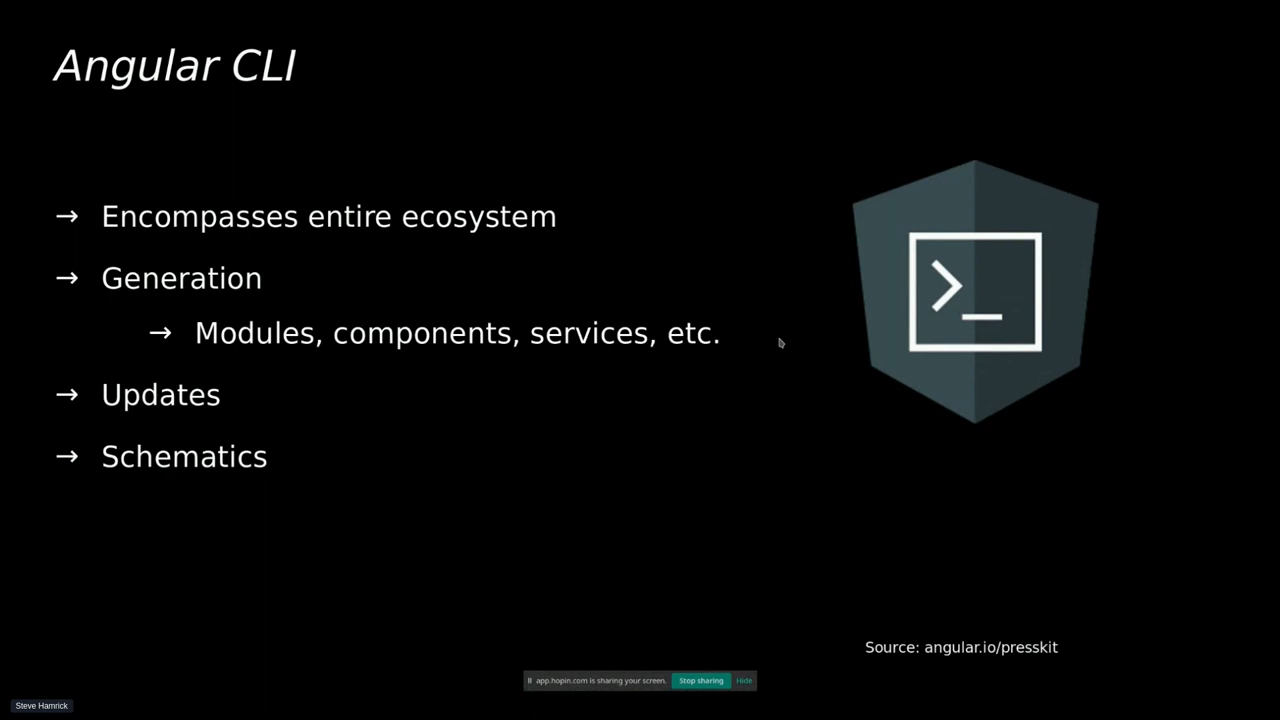 Angular CLI
→ Encompasses entire ecosystem
→ Generation
→ Modules, components, services, etc.
→ Updates
→ Schematics
Source: angular.io/presskit
app.hopin.com is sharing your screen. Stop sharing Hide
Steve Hamrick